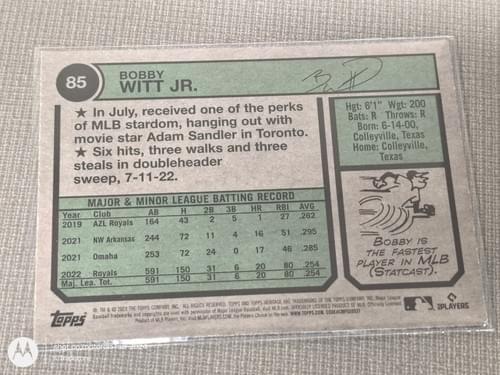 85
BOBBY
WITT JR.
★ In July, received one of the perks
of MLB stardom, hanging out with
movie star Adam Sandler in Toronto.
★ Six hits, three walks and three
steals in doubleheader
sweep, 7-11-22.
Hgt: 6'1" Wgt: 200
Bats: R Throws: R
Born: 6-14-00,
Colleyville, Texas
Home: Colleyville,
Texas
MAJOR & MINOR LEAGUE BATTING RECORD
Year Club AB H 2B 3B HR RBI AVG
2019 AZL Royals 164 43 2 5 1 27 .262
2021 NW Arkansas 244 72 11 4 16 51 .295
2021 Omaha 253 72 24 0 17 46 .285
2022 Royals 591 150 31 6 20 80 .254
Maj. Lea. Tot. 591 150 31 6 20 80 .254
BOBBY IS
THE FASTEST
PLAYER IN MLB
(STATCAST).
Topps
PLAYERS